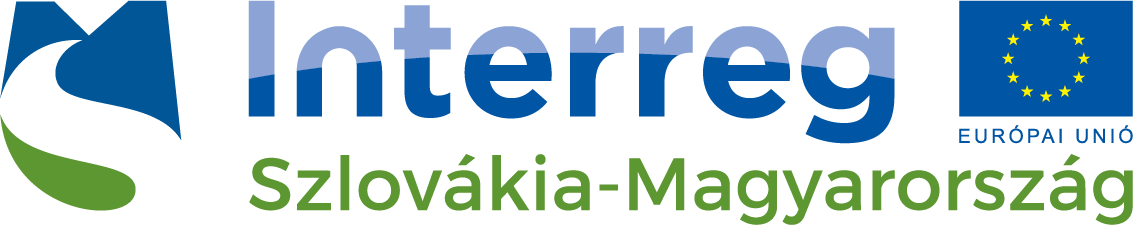 Interreg
EURÓPAI UNIÓ
Szlovákia-Magyarország